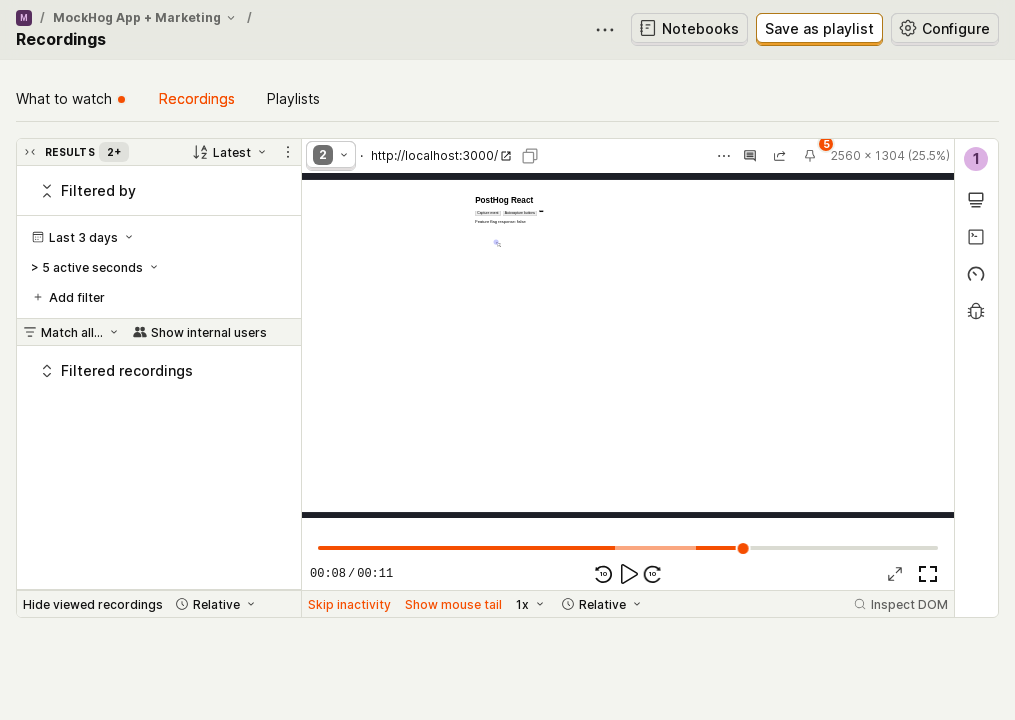 M / MockHog App + Marketing /
Recordings
Notebooks
Save as playlist
Configure
What to watch
Recordings
Playlists
RESULTS 2+
Latest
Filtered by
Last 3 days
> 5 active seconds
Add filter
Match all...
Show internal users
Filtered recordings
Hide viewed recordings
Relative
2 · http://localhost:3000/
5
2560 × 1304 (25.5%)
PostHog React
Capture event Autocapture buttons
Feature flag response: false
00:08 / 00:11
10
10
Skip inactivity
Show mouse tail
1x
Relative
Inspect DOM
1